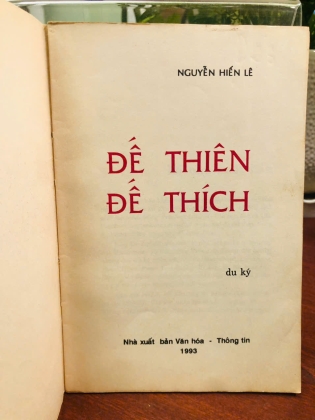 NGUYỄN HIẾN LÊ
ĐẾ THIÊN
ĐẾ THÍCH
du ký
Nhà xuất bản Văn hóa - Thông tin
1993